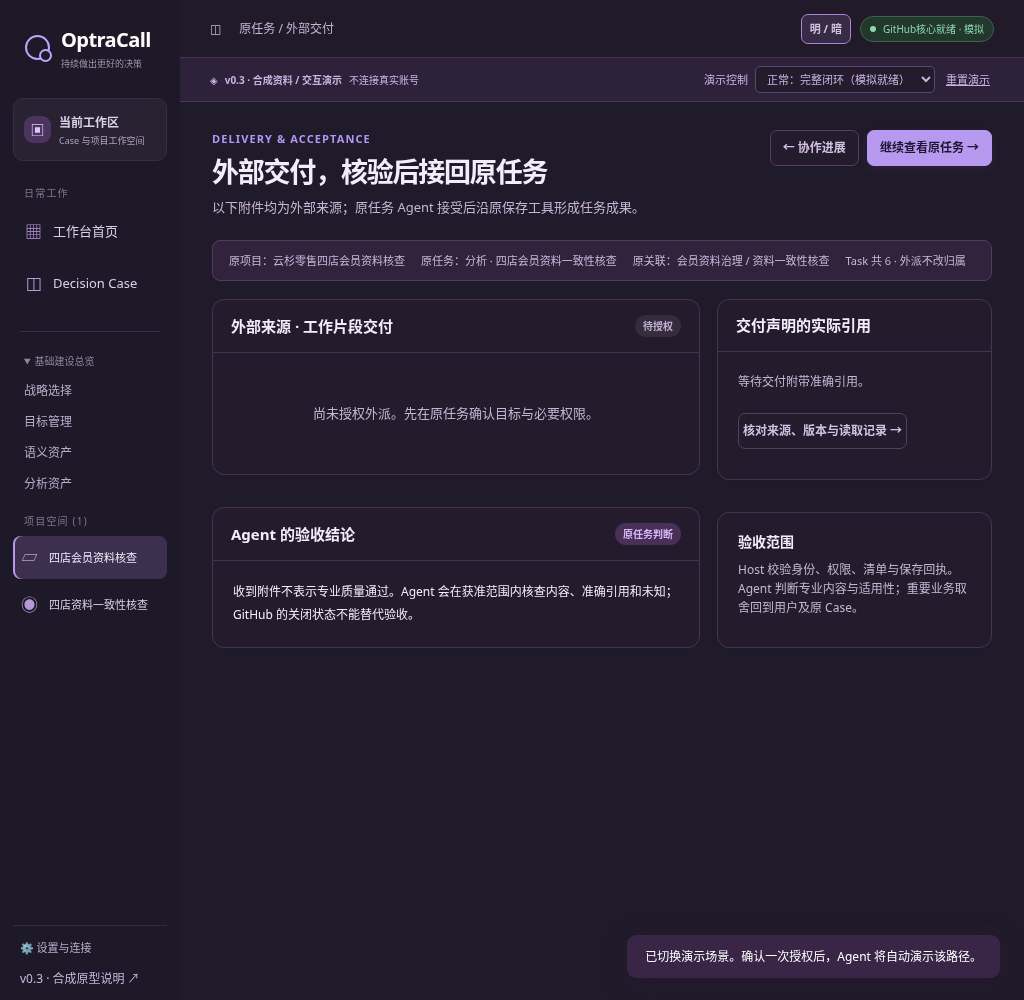 OptraCall
持续做出更好的决策
当前工作区
Case 与项目工作空间
日常工作
工作台首页
Decision Case
▼ 基础建设总览
战略选择
目标管理
语义资产
分析资产
项目空间 (1)
四店会员资料核查
四店资料一致性核查
⚙️ 设置与连接
v0.3 · 合成原型说明 ↗
原任务 / 外部交付
明 / 暗
GitHub核心就绪 · 模拟
◈ v0.3 · 合成资料 / 交互演示 不连接真实账号
演示控制 正常：完整闭环（模拟就绪） 重置演示
DELIVERY & ACCEPTANCE
外部交付，核验后接回原任务
以下附件均为外部来源；原任务 Agent 接受后沿原保存工具形成任务成果。
← 协作进展
继续查看原任务 →
原项目：云杉零售四店会员资料核查 原任务：分析 · 四店会员资料一致性核查 原关联：会员资料治理 / 资料一致性核查 Task 共 6 · 外派不改归属
外部来源 · 工作片段交付
待授权
尚未授权外派。先在原任务确认目标与必要权限。
交付声明的实际引用
等待交付附带准确引用。
核对来源、版本与读取记录 →
Agent 的验收结论
原任务判断
收到附件不表示专业质量通过。Agent 会在获准范围内核查内容、准确引用和未知；
GitHub 的关闭状态不能替代验收。
验收范围
Host 校验身份、权限、清单与保存回执。
Agent 判断专业内容与适用性；重要业务取
舍回到用户及原 Case。
已切换演示场景。确认一次授权后，Agent 将自动演示该路径。